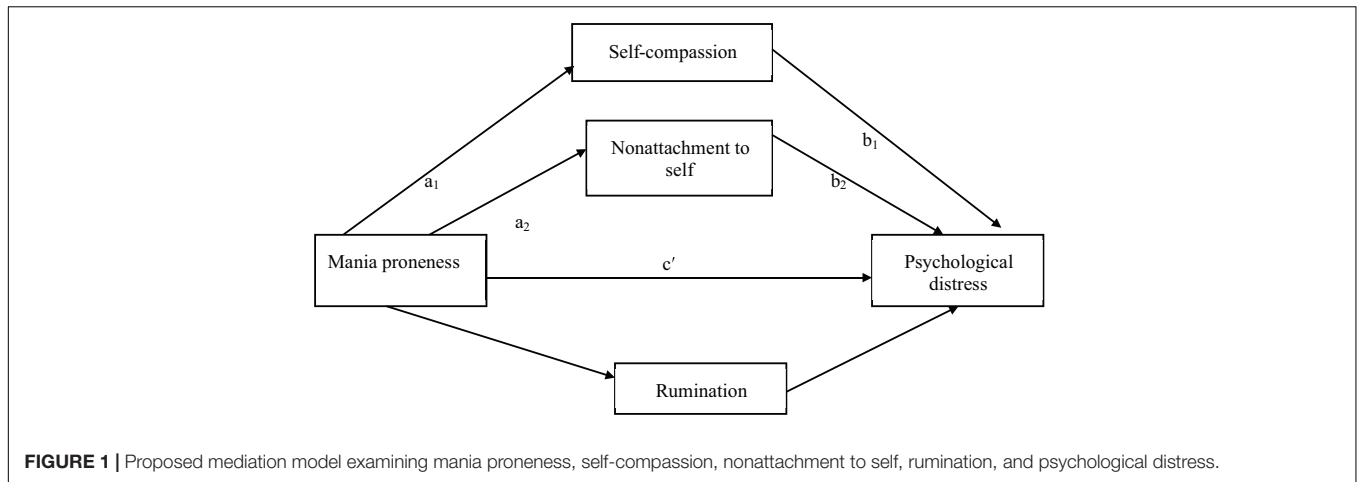 Self-compassion
Nonattachment to
self
b₁
b₂
a₁
a₂
Mania proneness
c′
Psychological
distress
Rumination
FIGURE 1 | Proposed mediation model examining mania proneness, self-compassion, nonattachment to self, rumination, and psychological distress.